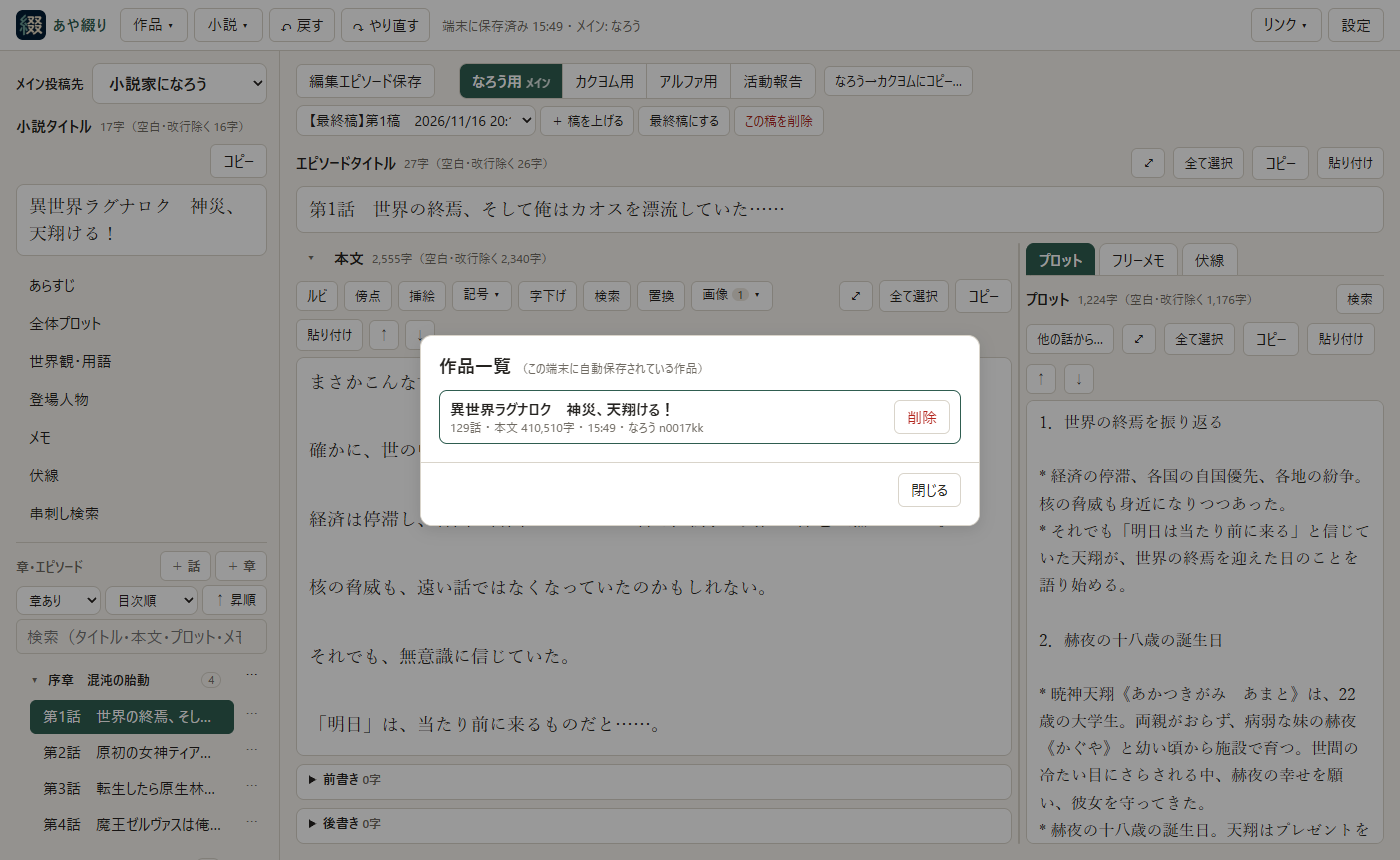 綴 あや綴り 作品 ▾ 小説 ▾ ↶ 戻す ↷ やり直す 端末に保存済み 15:49・メイン: なろう リンク ▾ 設定
メイン投稿先 小説家になろう
小説タイトル 17字（空白・改行除く16字）
コピー
異世界ラグナロク　神災、
天翔ける！
あらすじ
全体プロット
世界観・用語
登場人物
メモ
伏線
串刺し検索
章・エピソード ＋ 話 ＋ 章
章あり 目次順 ↑ 昇順
検索（タイトル・本文・プロット・メモ
▾ 序章　混沌の胎動 4 …
第1話　世界の終焉、そし… …
第2話　原初の女神ティア… …
第3話　転生したら原生林… …
第4話　魔王ゼルヴァスは俺… …
編集エピソード保存 なろう用 メイン カクヨム用 アルファ用 活動報告 なろう→カクヨムにコピー…
【最終稿】第1稿　2026/11/16 20: ＋ 稿を上げる 最終稿にする この稿を削除
エピソードタイトル 27字（空白・改行除く26字）
⤢ 全て選択 コピー 貼り付け
第1話　世界の終焉、そして俺はカオスを漂流していた……
▾ 本文 2,555字（空白・改行除く2,340字）
ルビ 傍点 挿絵 記号 ▾ 字下げ 検索 置換 画像 1 ▾ ⤢ 全て選択 コピー
貼り付け ↑ ↓
まさかこんな
確かに、世の
経済は停滞し、
核の脅威も、遠い話ではなくなっていたのかもしれない。
それでも、無意識に信じていた。
「明日」は、当たり前に来るものだと……。
▶ 前書き 0字
▶ 後書き 0字
プロット フリーメモ 伏線
プロット 1,224字（空白・改行除く1,176字） 検索
他の話から… ⤢ 全て選択 コピー 貼り付け
↑ ↓
1．世界の終焉を振り返る
* 経済の停滞、各国の自国優先、各地の紛争。
核の脅威も身近になりつつあった。
* それでも「明日は当たり前に来る」と信じて
いた天翔が、世界の終焉を迎えた日のことを
語り始める。
2．赫夜の十八歳の誕生日
* 暁神天翔《あかつきがみ　あまと》は、22
歳の大学生。両親がおらず、病弱な妹の赫夜
《かぐや》と幼い頃から施設で育つ。世間の
冷たい目にさらされる中、赫夜の幸せを願
い、彼女を守ってきた。
* 赫夜の十八歳の誕生日。天翔はプレゼントを
作品一覧 （この端末に自動保存されている作品）
異世界ラグナロク　神災、天翔ける！
129話・本文 410,510字・15:49・なろう n0017kk
削除
閉じる